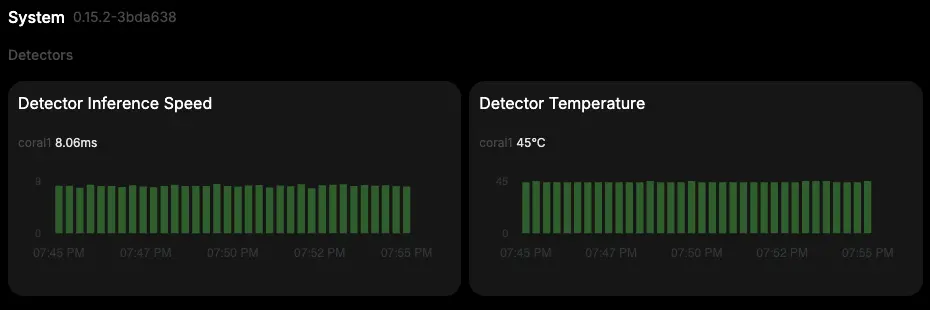 System 0.15.2-3bda638
Detectors
Detector Inference Speed
coral1 8.06ms
9
0
07:45 PM 07:47 PM 07:50 PM 07:52 PM 07:55 PM
Detector Temperature
coral1 45°C
45
0
07:45 PM 07:47 PM 07:50 PM 07:52 PM 07:55 PM